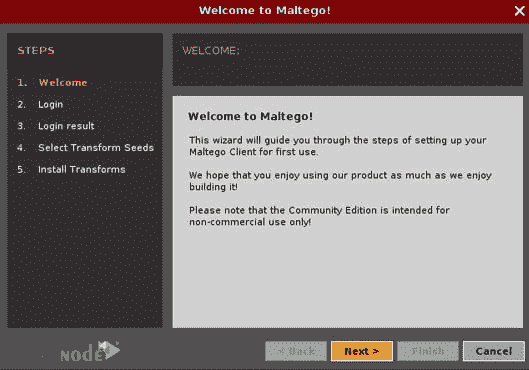 Welcome to Maltego!
STEPS
1. Welcome
2. Login
3. Login result
4. Select Transform Seeds
5. Install Transforms
WELCOME:
Welcome to Maltego!
This wizard will guide you through the steps of setting up your
Maltego Client for first use.
We hope that you enjoy using our product as much as we enjoy
building it!
Please note that the Community Edition is intended for
non-commercial use only!
NODE
< Back
Next >
Finish
Cancel